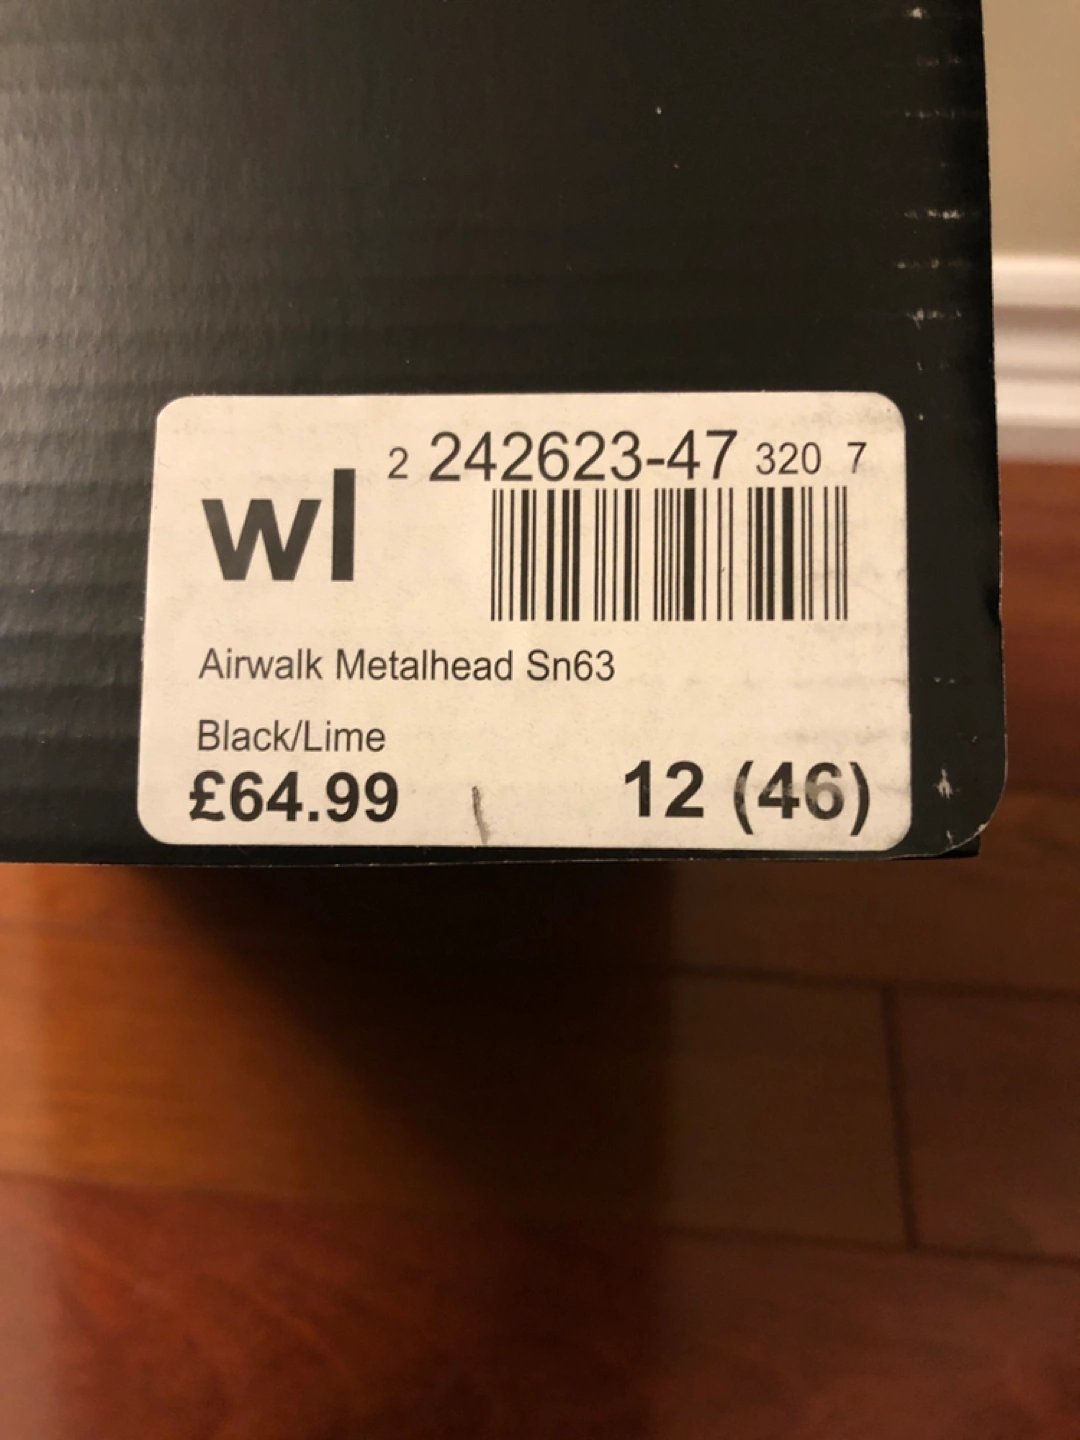 2 242623-47 320 7
wl
Airwalk Metalhead Sn63
Black/Lime
£64.99 12 (46)